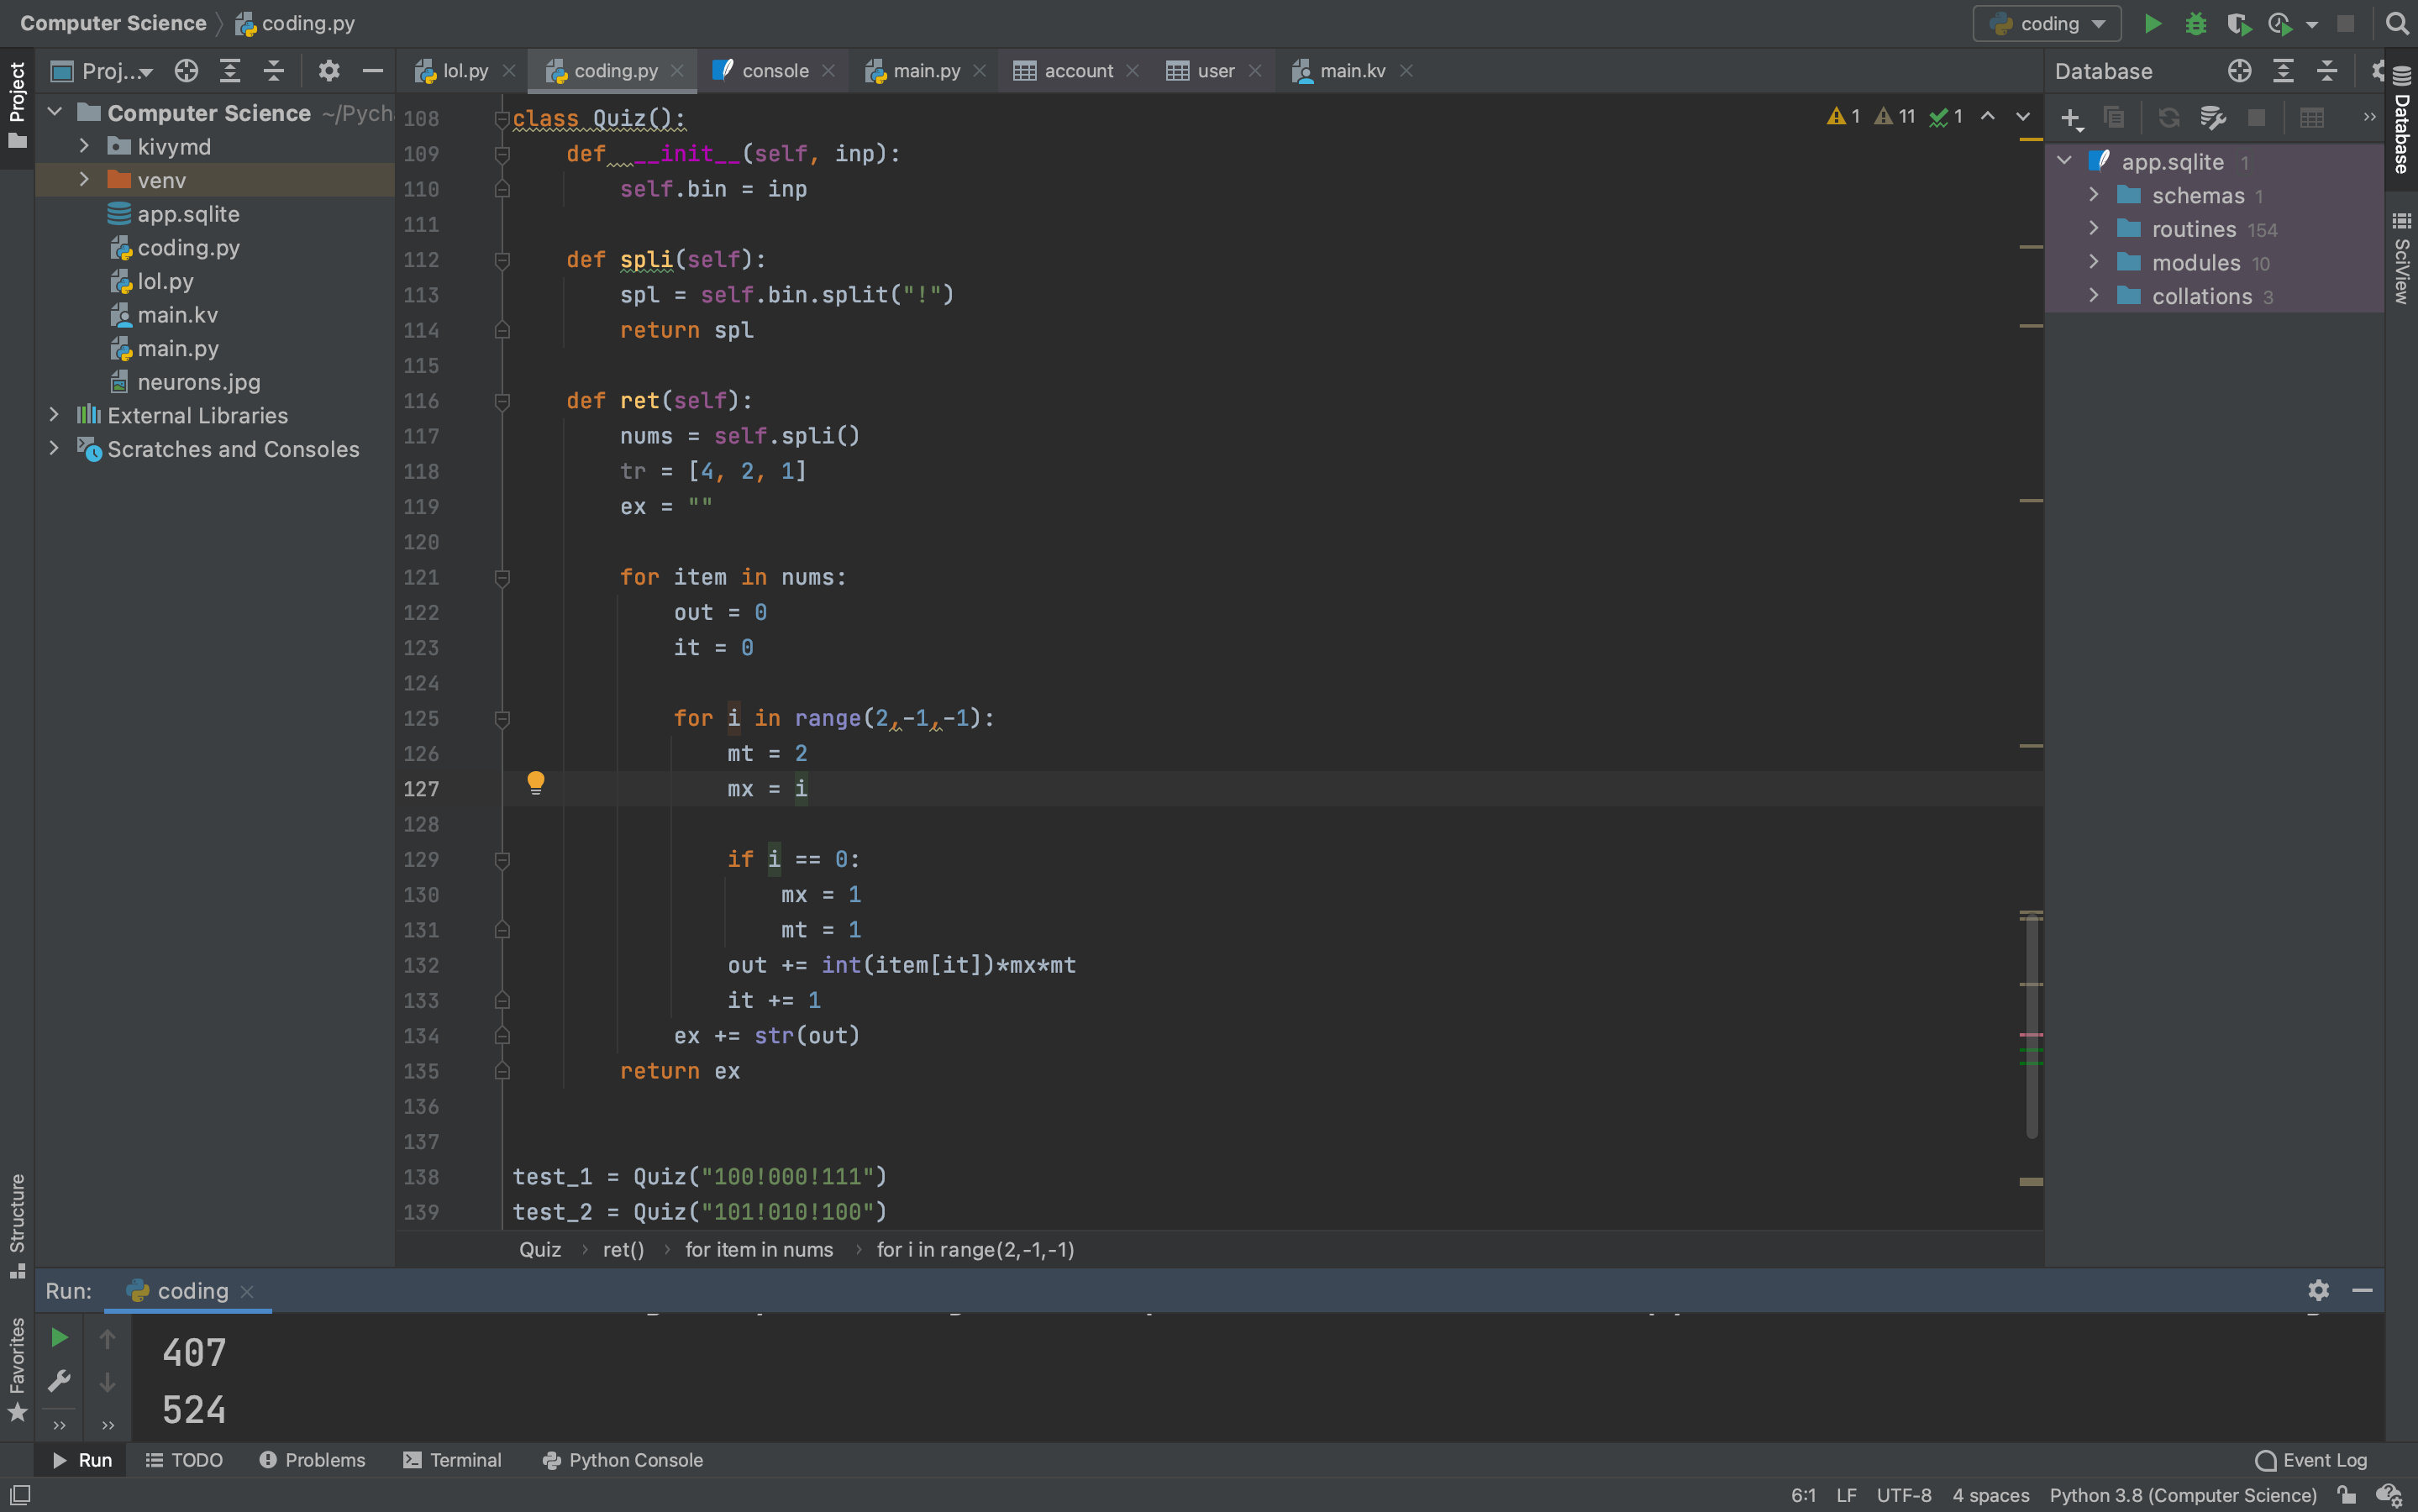 Computer Science coding.py
coding
Project
Proj...
lol.py coding.py console main.py account user main.kv
Database
Computer Science ~/Pych
kivymd
venv
app.sqlite
coding.py
lol.py
main.kv
main.py
neurons.jpg
External Libraries
Scratches and Consoles
1 11 1
108 class Quiz():
109 def __init__(self, inp):
110 self.bin = inp
111
112 def spli(self):
113 spl = self.bin.split("!")
114 return spl
115
116 def ret(self):
117 nums = self.spli()
118 tr = [4, 2, 1]
119 ex = ""
120
121 for item in nums:
122 out = 0
123 it = 0
124
125 for i in range(2,-1,-1):
126 mt = 2
127 mx = i
128
129 if i == 0:
130 mx = 1
131 mt = 1
132 out += int(item[it])*mx*mt
133 it += 1
134 ex += str(out)
135 return ex
136
137
138 test_1 = Quiz("100!000!111")
139 test_2 = Quiz("101!010!100")
Quiz › ret() › for item in nums › for i in range(2,-1,-1)
app.sqlite 1
schemas 1
routines 154
modules 10
collations 3
Database
SciView
Structure
Favorites
Run: coding
407
524
Run TODO Problems Terminal Python Console Event Log
6:1 LF UTF-8 4 spaces Python 3.8 (Computer Science)